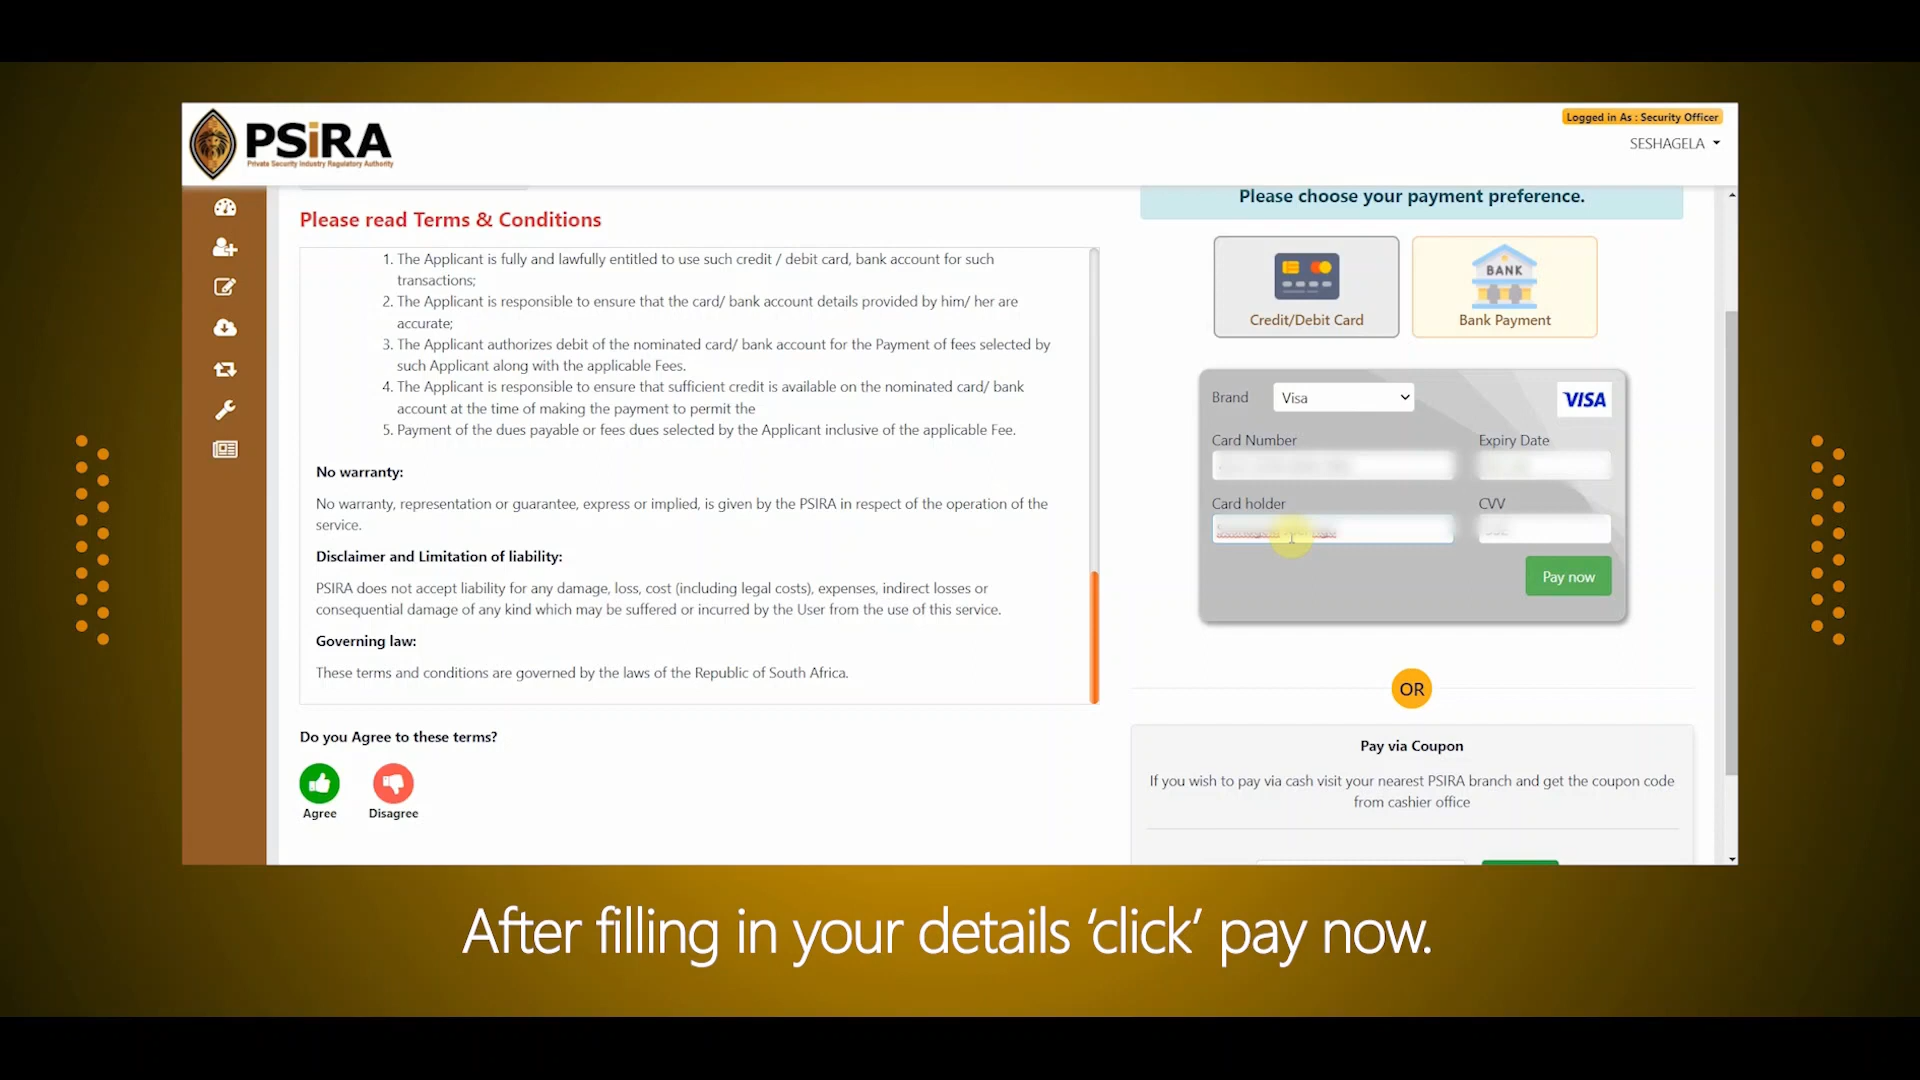 PSiRA
Private Security Industry Regulatory Authority
Logged in As : Security Officer
SESHAGELA
Please read Terms & Conditions
1. The Applicant is fully and lawfully entitled to use such credit / debit card, bank account for such
transactions;
2. The Applicant is responsible to ensure that the card/ bank account details provided by him/ her are
accurate;
3. The Applicant authorizes debit of the nominated card/ bank account for the Payment of fees selected by
such Applicant along with the applicable Fees.
4. The Applicant is responsible to ensure that sufficient credit is available on the nominated card/ bank
account at the time of making the payment to permit the
5. Payment of the dues payable or fees dues selected by the Applicant inclusive of the applicable Fee.
No warranty:
No warranty, representation or guarantee, express or implied, is given by the PSIRA in respect of the operation of the
service.
Disclaimer and Limitation of liability:
PSIRA does not accept liability for any damage, loss, cost (including legal costs), expenses, indirect losses or
consequential damage of any kind which may be suffered or incurred by the User from the use of this service.
Governing law:
These terms and conditions are governed by the laws of the Republic of South Africa.
Do you Agree to these terms?
Agree
Disagree
Please choose your payment preference.
Credit/Debit Card
BANK
Bank Payment
Brand
Visa
VISA
Card Number
Expiry Date
Card holder
CVV
Pay now
OR
Pay via Coupon
If you wish to pay via cash visit your nearest PSIRA branch and get the coupon code
from cashier office
After filling in your details ‘click’ pay now.